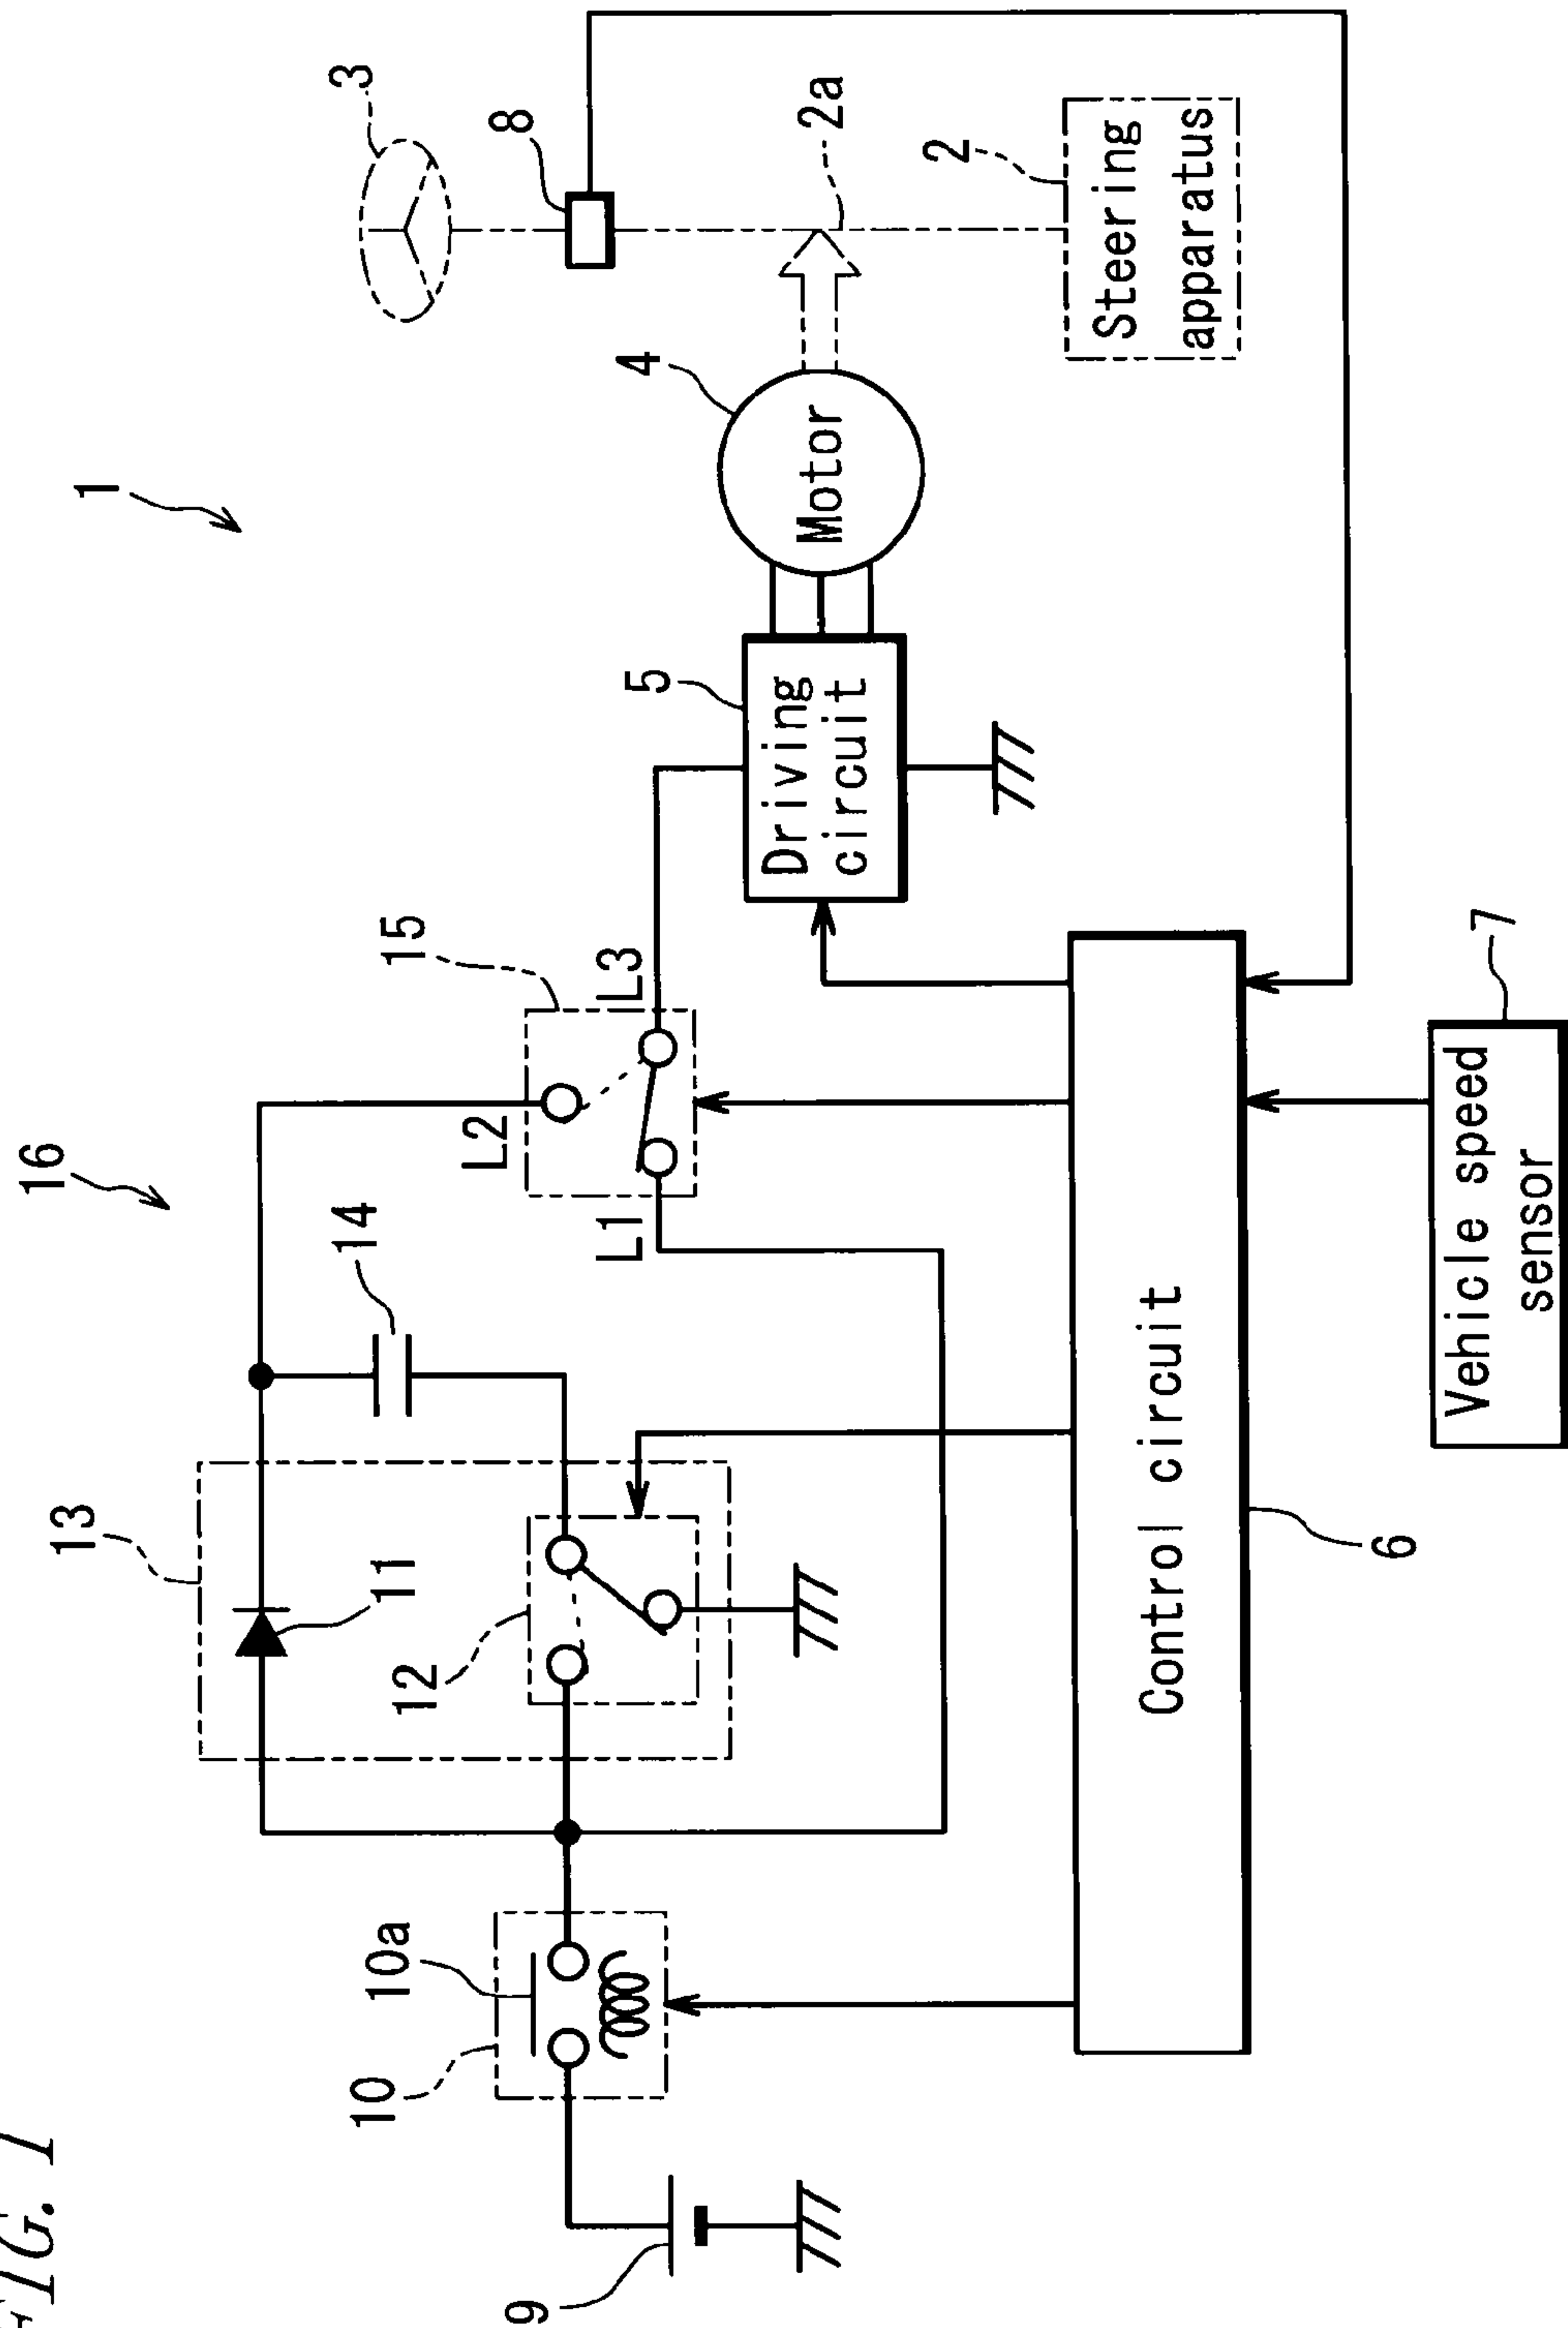 FIG. 1
1
16
13
3
15
14
11
8
L2
10a
12
10
4
5
L3
L1
9
2a
Motor
Driving
circuit
2
Steering
apparatus
Control circuit
6
7
Vehicle speed
sensor